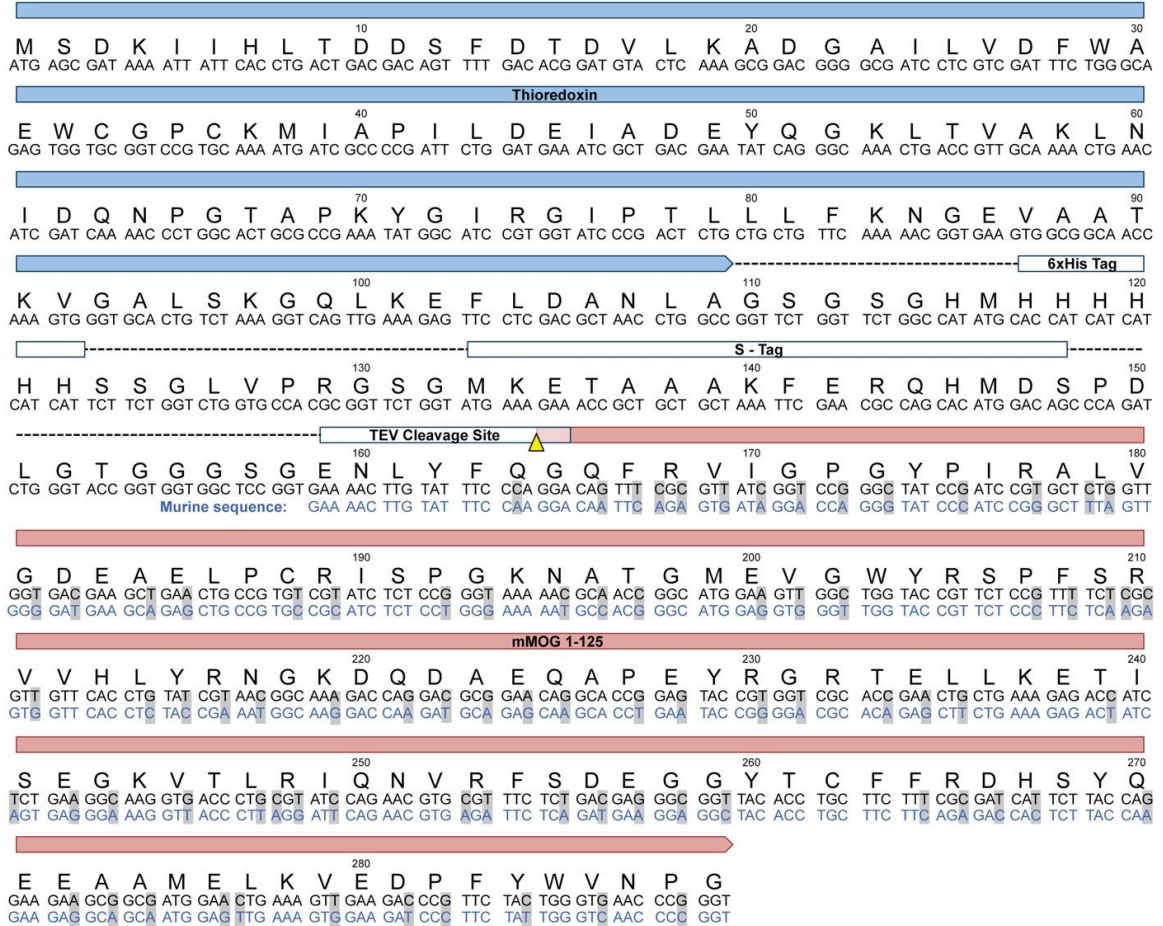 10 20 30
M S D K I I H L T D D S F D T D V L K A D G A I L V D F W A
ATG AGC GAT AAA ATT ATT CAC CTG ACT GAC GAC AGT TTT GAC ACG GAT GTA CTC AAA GCG GAC GGG GCG ATC CTC GTC GAT TTC TGG GCA
Thioredoxin
40 50 60
E W C G P C K M I A P I L D E I A D E Y Q G K L T V A K L N
GAG TGG TGC GGT CCG TGC AAA ATG ATC GCC CCG ATT CTG GAT GAA ATC GCT GAC GAA TAT CAG GGC AAA CTG ACC GTT GCA AAA CTG AAC
70 80 90
I D Q N P G T A P K Y G I R G I P T L L L F K N G E V A A T
ATC GAT CAA AAC CCT GGC ACT GCG CCG AAA TAT GGC ATC CGT GGT ATC CCG ACT CTG CTG CTG TTC AAA AAC GGT GAA GTG GCG GCA ACC
6xHis Tag
100 110 120
K V G A L S K G Q L K E F L D A N L A G S G S G H M H H H H
AAA GTG GGT GCA CTG TCT AAA GGT CAG TTG AAA GAG TTC CTC GAC GCT AAC CTG GCC GGT TCT GGT TCT GGC CAT ATG CAC CAT CAT CAT
S - Tag
130 140 150
H H S S G L V P R G S G M K E T A A A K F E R Q H M D S P D
CAT CAT TCT TCT GGT CTG GTG CCA CGC GGT TCT GGT ATG AAA GAA ACC GCT GCT GCT AAA TTC GAA CGC CAG CAC ATG GAC AGC CCA GAT
TEV Cleavage Site
160 170 180
L G T G G G S G E N L Y F Q G Q F R V I G P G Y P I R A L V
CTG GGT ACC GGT GGT GGC TCC GGT GAA AAC TTG TAT TTC CCA GGA CAG TTT CGC GTT ATC GGT CCG GGC TAT CCG ATC CGT GCT CTG GTT
Murine sequence: GAA AAC TTG TAT TTC CAA GGA CAA TTC AGA GTG ATA GGA CCA GGG TAT CCC ATC CGG GCT TTA GTT
190 200 210
G D E A E L P C R I S P G K N A T G M E V G W Y R S P F S R
GGT GAC GAA GCT GAA CTG CCG TGT CGT ATC TCT CCG GGT AAA AAC GCA ACC GGC ATG GAA GTT GGC TGG TAC CGT TCT CCG TTT TCT CGC
GGG GAT GAA GCA GAG CTG CCG TGC CGC ATC TCT CCT GGG AAA AAT GCC ACG GGC ATG GAG GTG GGT TGG TAC CGT TCT CCC TTC TCA AGA
mMOG 1-125
220 230 240
V V H L Y R N G K D Q D A E Q A P E Y R G R T E L L K E T I
GTT GTT CAC CTG TAT CGT AAC GGC AAA GAC CAG GAC GCG GAA CAG GCA CCG GAG TAC CGT GGT CGC ACC GAA CTG CTG AAA GAG ACC ATC
GTG GTT CAC CTC TAC CGA AAT GGC AAG GAC CAA GAT GCA GAG CAA GCA CCT GAA TAC CGG GGA CGC ACA GAG CTT CTG AAA GAG ACT ATC
250 260 270
S E G K V T L R I Q N V R F S D E G G Y T C F F R D H S Y Q
TCT GAA GGC AAG GTG ACC CTG CGT ATC CAG AAC GTG CGT TTC TCT GAC GAG GGC GGT TAC ACC TGC TTC TTT CGC GAT CAT TCT TAC CAG
AGT GAG GGA AAG GTT ACC CTT AGG ATT CAG AAC GTG AGA TTC TCA GAT GAA GGA GGC TAC ACC TGC TTC TTC AGA GAC CAC TCT TAC CAA
280
E E A A M E L K V E D P F Y W V N P G
GAA GAA GCG GCG ATG GAA CTG AAA GTT GAA GAC CCG TTC TAC TGG GTT AAC CCG GGT
GAA GAG GCA GCA ATG GAG TTG AAA GTG GAA GAT CCC TTC TAT TGG GTC AAC CCC GGT